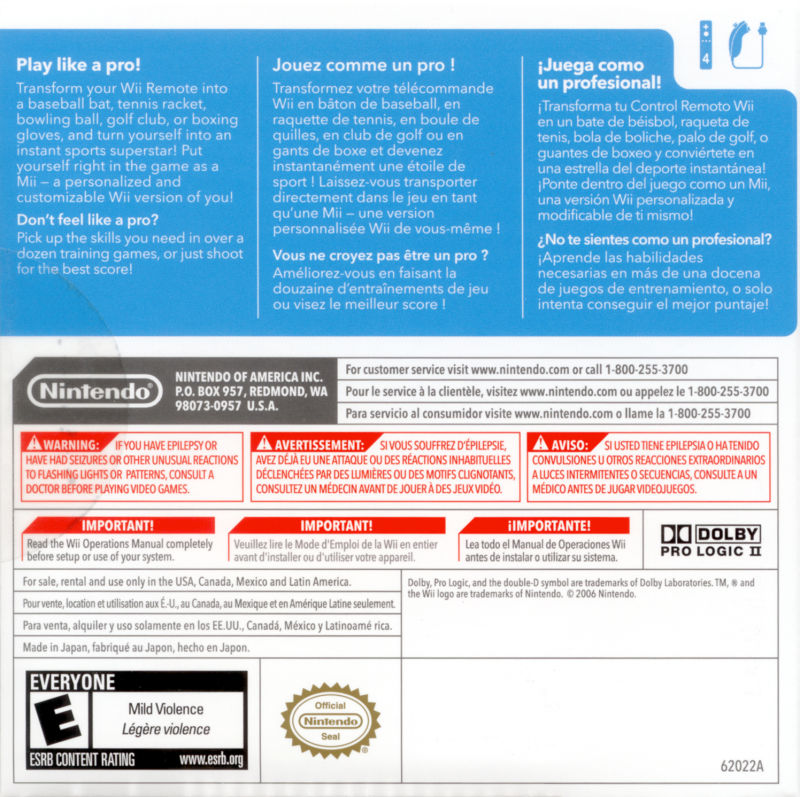 4
Play like a pro!
Transform your Wii Remote into
a baseball bat, tennis racket,
bowling ball, golf club, or boxing
gloves, and turn yourself into an
instant sports superstar! Put
yourself right in the game as a
Mii – a personalized and
customizable Wii version of you!
Don't feel like a pro?
Pick up the skills you need in over a
dozen training games, or just shoot
for the best score!
Jouez comme un pro !
Transformez votre télécommande
Wii en bâton de baseball, en
raquette de tennis, en boule de
quilles, en club de golf ou en
gants de boxe et devenez
instantanément une étoile de
sport ! Laissez-vous transporter
directement dans le jeu en tant
qu'une Mii – une version
personnalisée Wii de vous-même !
Vous ne croyez pas être un pro ?
Améliorez-vous en faisant la
douzaine d'entraînements de jeu
ou visez le meilleur score !
¡Juega como
un profesional!
¡Transforma tu Control Remoto Wii
en un bate de béisbol, raqueta de
tenis, bola de boliche, palo de golf, o
guantes de boxeo y conviértete en
una estrella del deporte instantánea!
¡Ponte dentro del juego como un Mii,
una versión Wii personalizada y
modificable de ti mismo!
¿No te sientes como un profesional?
¡Aprende las habilidades
necesarias en más de una docena
de juegos de entrenamiento, o solo
intenta conseguir el mejor puntaje!
Nintendo®
NINTENDO OF AMERICA INC.
P.O. BOX 957, REDMOND, WA
98073-0957 U.S.A.
For customer service visit www.nintendo.com or call 1-800-255-3700
Pour le service à la clientèle, visitez www.nintendo.com ou appelez le 1-800-255-3700
Para servicio al consumidor visite www.nintendo.com o llame la 1-800-255-3700
WARNING: IF YOU HAVE EPILEPSY OR
HAVE HAD SEIZURES OR OTHER UNUSUAL REACTIONS
TO FLASHING LIGHTS OR PATTERNS, CONSULT A
DOCTOR BEFORE PLAYING VIDEO GAMES.
AVERTISSEMENT: SI VOUS SOUFFREZ D'ÉPILEPSIE,
AVEZ DÉJÀ EU UNE ATTAQUE OU DES RÉACTIONS INHABITUELLES
DÉCLENCHÉES PAR DES LUMIÈRES OU DES MOTIFS CLIGNOTANTS,
CONSULTEZ UN MÉDECIN AVANT DE JOUER À DES JEUX VIDÉO.
AVISO: SI USTED TIENE EPILEPSIA O HA TENIDO
CONVULSIONES U OTROS REACCIONES EXTRAORDINARIOS
A LUCES INTERMITENTES O SECUENCIAS, CONSULTE A UN
MÉDICO ANTES DE JUGAR VIDEOJUEGOS.
IMPORTANT!
Read the Wii Operations Manual completely
before setup or use of your system.
IMPORTANT!
Veuillez lire le Mode d'Emploi de la Wii en entier
avant d'installer ou d'utiliser votre appareil.
¡IMPORTANTE!
Lea todo el Manual de Operaciones Wii
antes de instalar o utilizar su sistema.
DOLBY
PRO LOGIC II
For sale, rental and use only in the USA, Canada, Mexico and Latin America.
Pour vente, location et utilisation aux É.-U., au Canada, au Mexique et en Amérique Latine seulement.
Para venta, alquiler y uso solamente en los EE.UU., Canadá, México y Latinoamé rica.
Made in Japan, fabriqué au Japon, hecho en Japon.
Dolby, Pro Logic, and the double-D symbol are trademarks of Dolby Laboratories. TM, ® and
the Wii logo are trademarks of Nintendo. © 2006 Nintendo.
EVERYONE
E
Mild Violence
Légère violence
ESRB CONTENT RATING www.esrb.org
Official
Nintendo
Seal
®
62022A